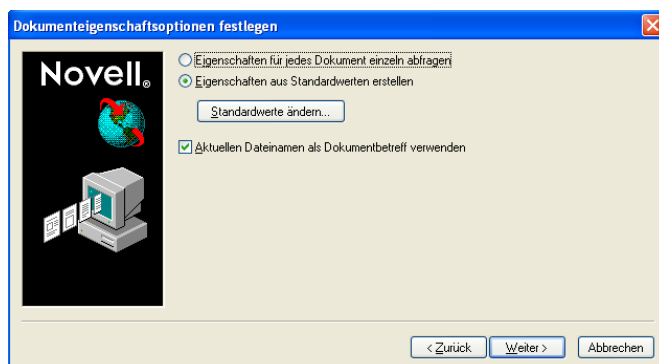 Dokumenteigenschaftsoptionen festlegen
Novell®
Eigenschaften für jedes Dokument einzeln abfragen
Eigenschaften aus Standardwerten erstellen
Standardwerte ändern...
Aktuellen Dateinamen als Dokumentbetreff verwenden
< Zurück Weiter > Abbrechen